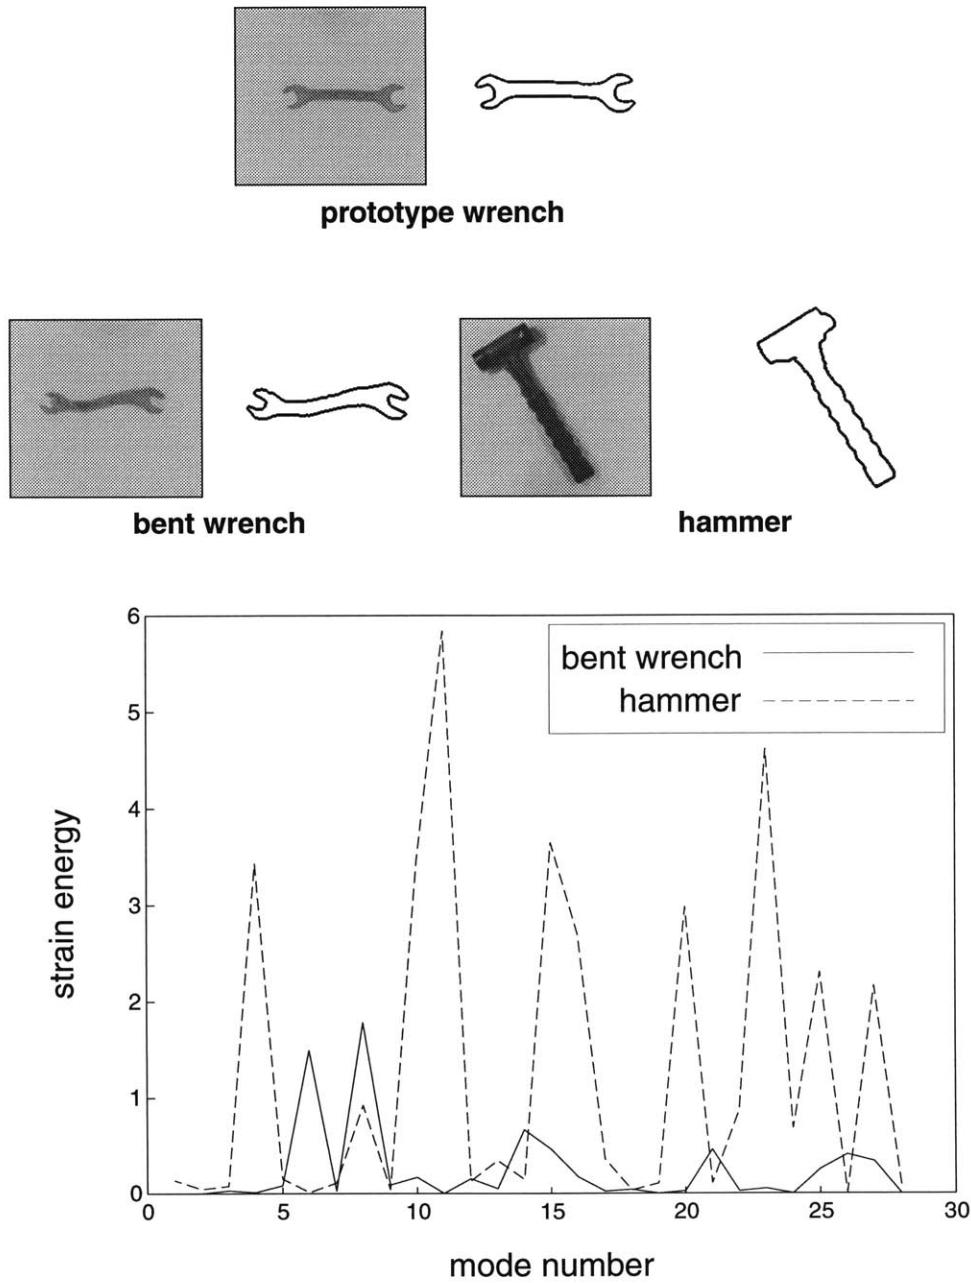 prototype wrench
bent wrench
hammer
6
5
4
3
2
1
0
strain energy
bent wrench
hammer
0 5 10 15 20 25 30
mode number